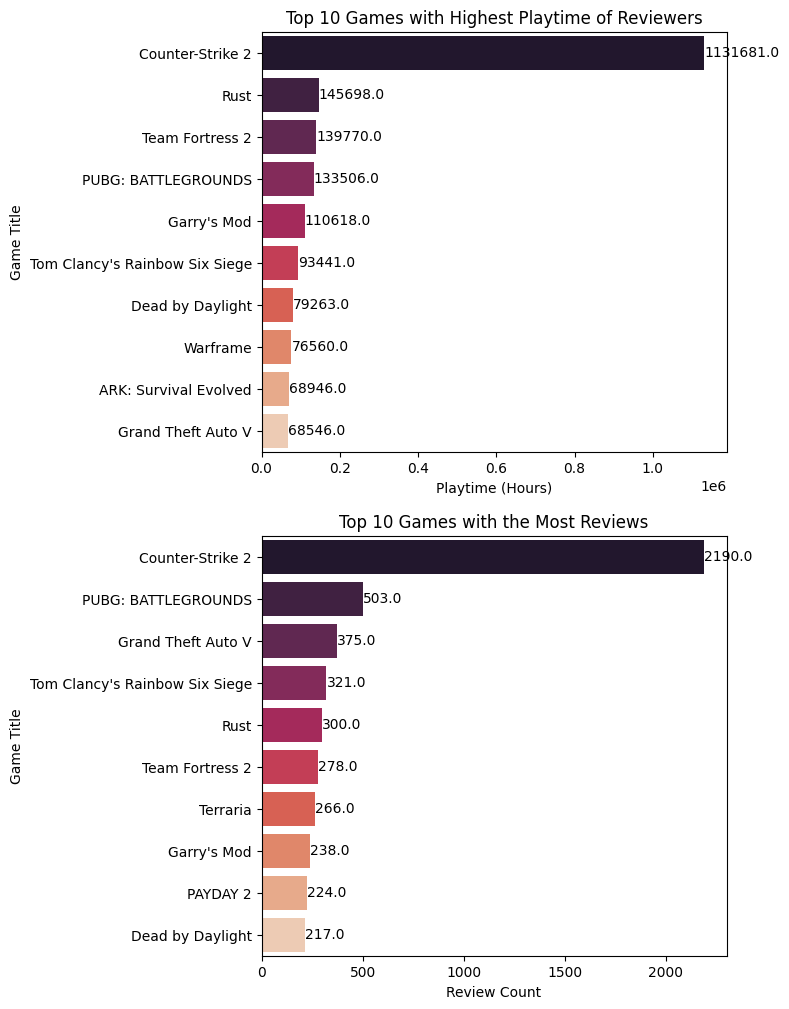 Top 10 Games with Highest Playtime of Reviewers
Game Title
Counter-Strike 2 1131681.0
Rust 145698.0
Team Fortress 2 139770.0
PUBG: BATTLEGROUNDS 133506.0
Garry's Mod 110618.0
Tom Clancy's Rainbow Six Siege 93441.0
Dead by Daylight 79263.0
Warframe 76560.0
ARK: Survival Evolved 68946.0
Grand Theft Auto V 68546.0
0.0 0.2 0.4 0.6 0.8 1.0
1e6
Playtime (Hours)
Top 10 Games with the Most Reviews
Game Title
Counter-Strike 2 2190.0
PUBG: BATTLEGROUNDS 503.0
Grand Theft Auto V 375.0
Tom Clancy's Rainbow Six Siege 321.0
Rust 300.0
Team Fortress 2 278.0
Terraria 266.0
Garry's Mod 238.0
PAYDAY 2 224.0
Dead by Daylight 217.0
0 500 1000 1500 2000
Review Count